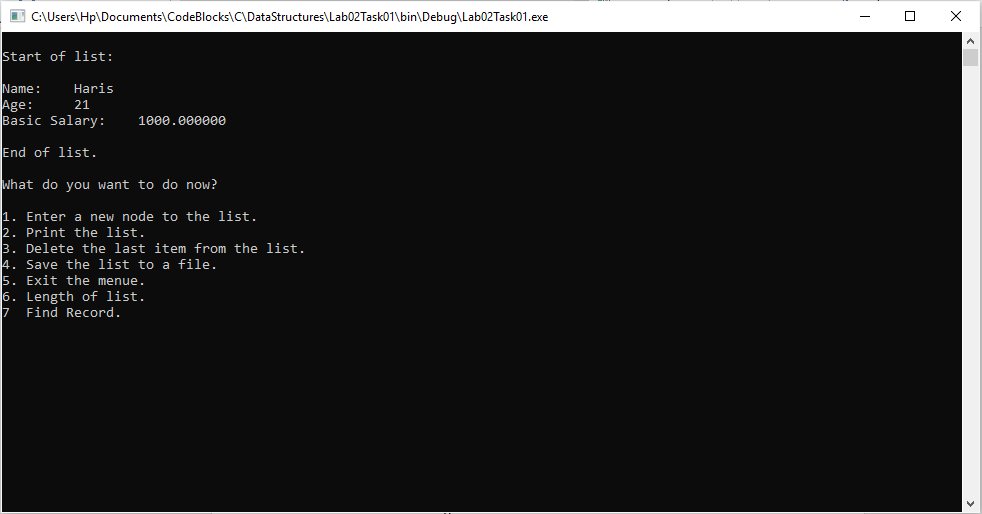 C:\Users\Hp\Documents\CodeBlocks\C\DataStructures\Lab02Task01\bin\Debug\Lab02Task01.exe
Start of list:
Name:    Haris
Age:     21
Basic Salary:    1000.000000
End of list.
What do you want to do now?
1. Enter a new node to the list.
2. Print the list.
3. Delete the last item from the list.
4. Save the list to a file.
5. Exit the menue.
6. Length of list.
7  Find Record.